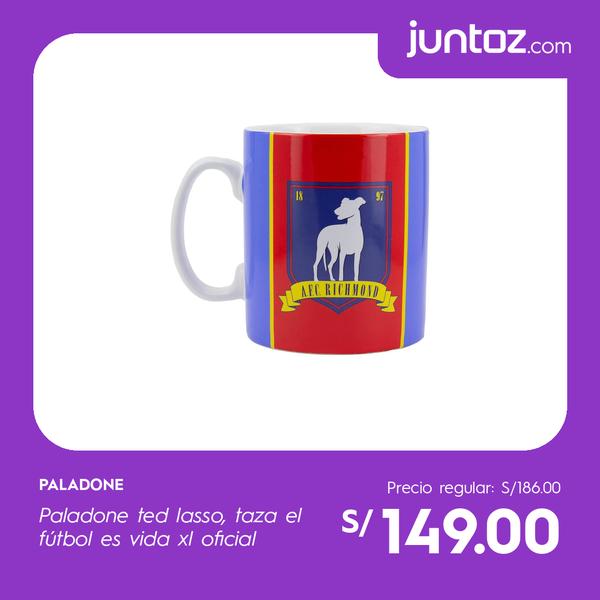 juntoz.com
18 97
A.F.C. RICHMOND
PALADONE
Paladone ted lasso, taza el
fútbol es vida xl oficial
Precio regular: S/186.00
S/149.00